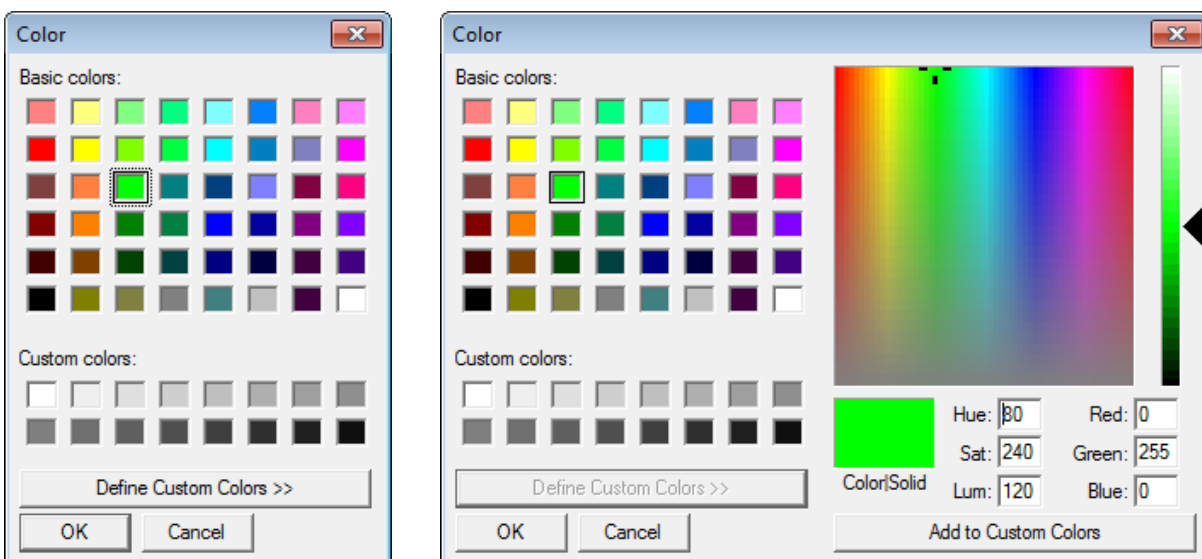 Color
Basic colors:
Custom colors:
Define Custom Colors >>
OK Cancel
Color
Basic colors:
Custom colors:
Define Custom Colors >>
OK Cancel
Color|Solid
Hue: 80 Red: 0
Sat: 240 Green: 255
Lum: 120 Blue: 0
Add to Custom Colors